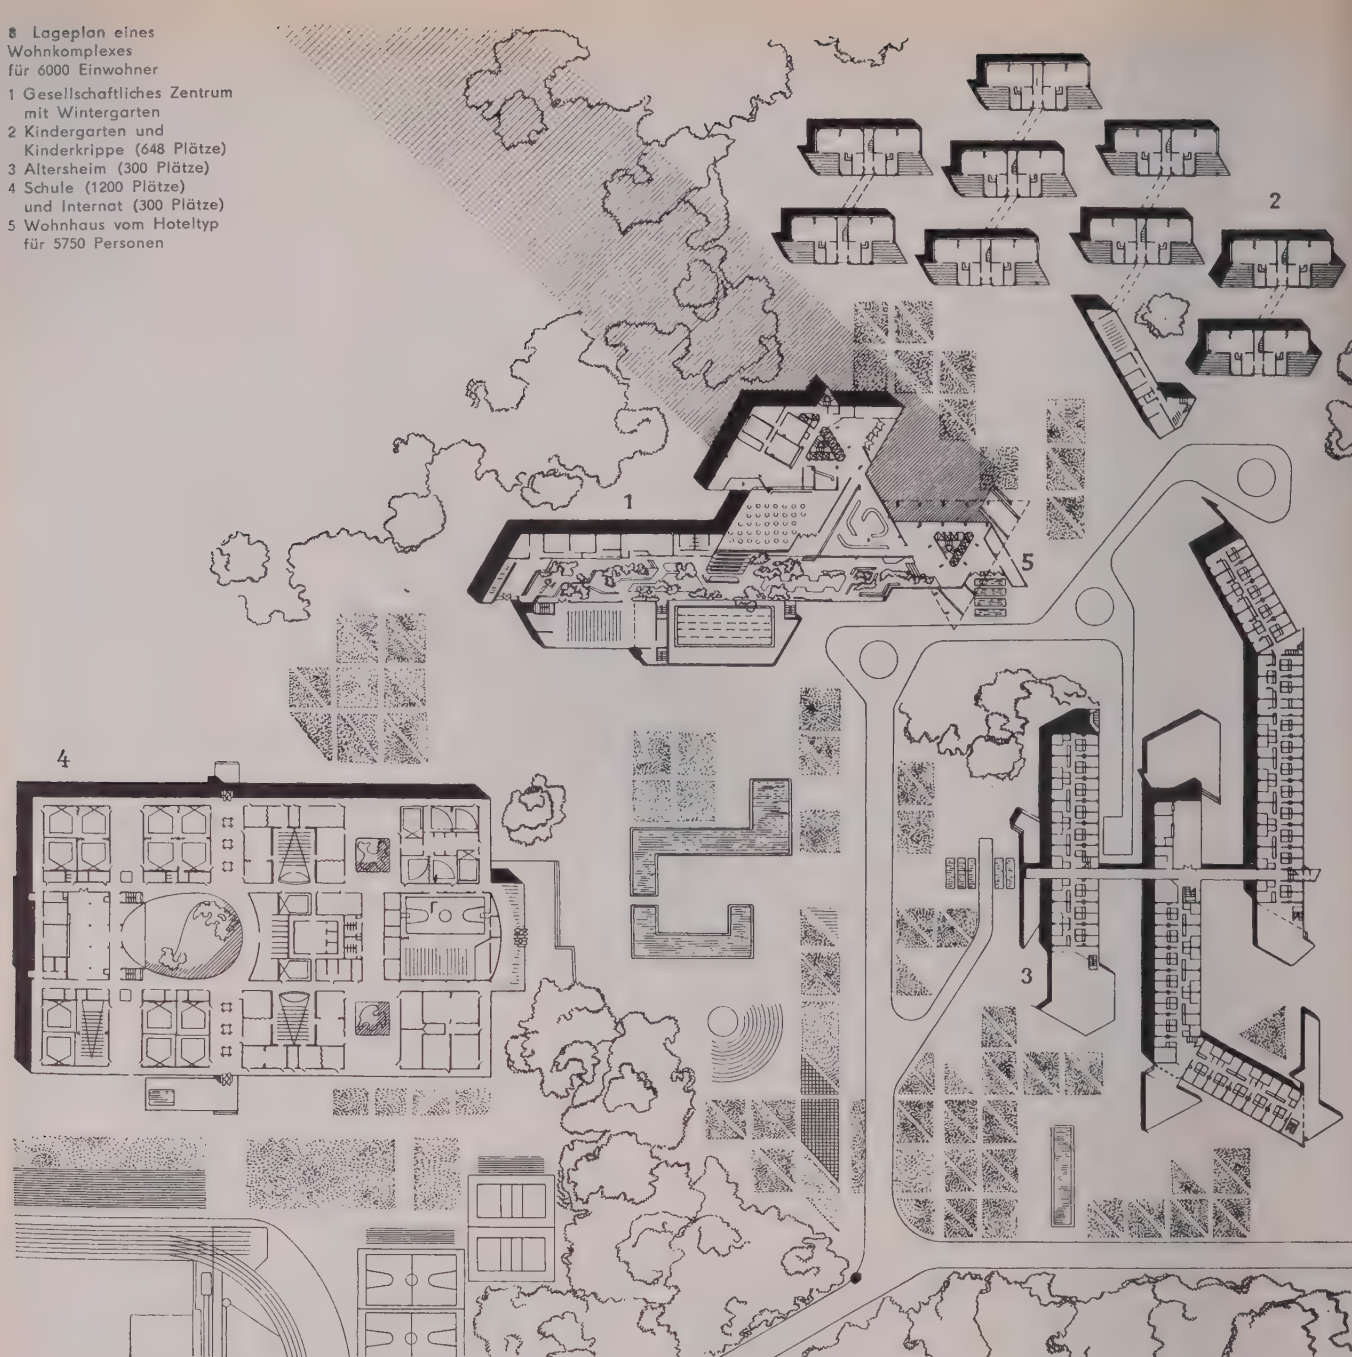 8 Lageplan eines
Wohnkomplexes
für 6000 Einwohner
1 Gesellschaftliches Zentrum
mit Wintergarten
2 Kindergarten und
Kinderkrippe (648 Plätze)
3 Altersheim (300 Plätze)
4 Schule (1200 Plätze)
und Internat (300 Plätze)
5 Wohnhaus vom Hoteltyp
für 5750 Personen
2
1
5
4
3